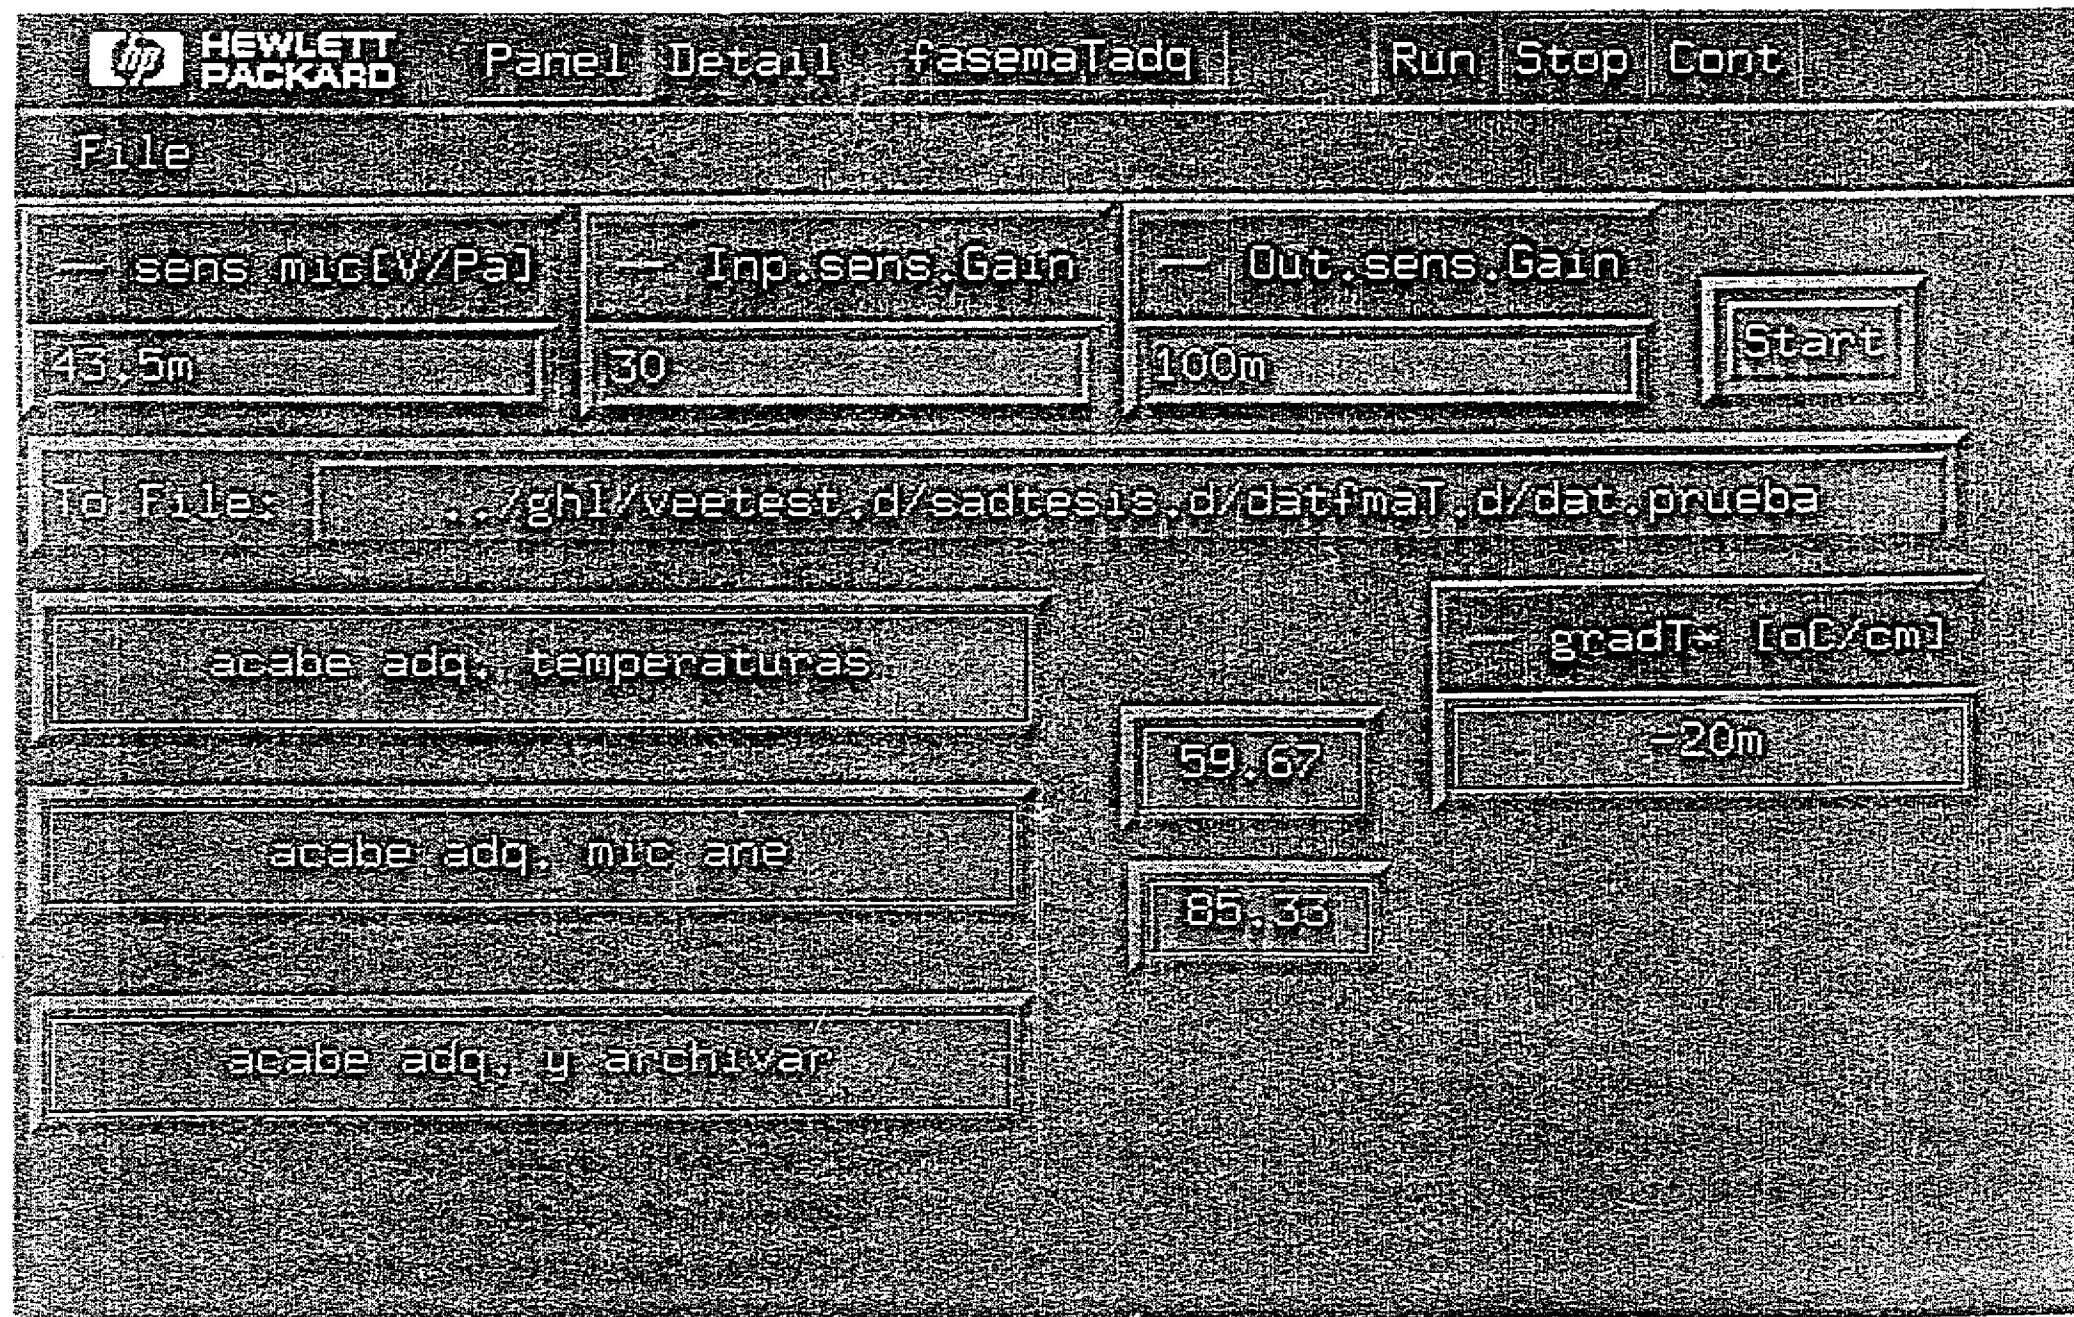 hp HEWLETT PACKARD Panel Detail fasemaTadq Run Stop Cont
File
— sens mic[V/Pa] — Inp.sens.Gain — Out.sens.Gain
Start
43.5m 30 100m
To File: ../ghl/veetest.d/sadtesis.d/datfmaT.d/dat.prueba
acabe adq. temperaturas
— gradT* [oC/cm]
59.67 -20m
acabe adq. mic ane
85.33
acabe adq. y archivar